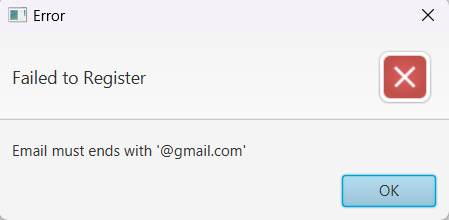 Error
Failed to Register
Email must ends with '@gmail.com'
OK